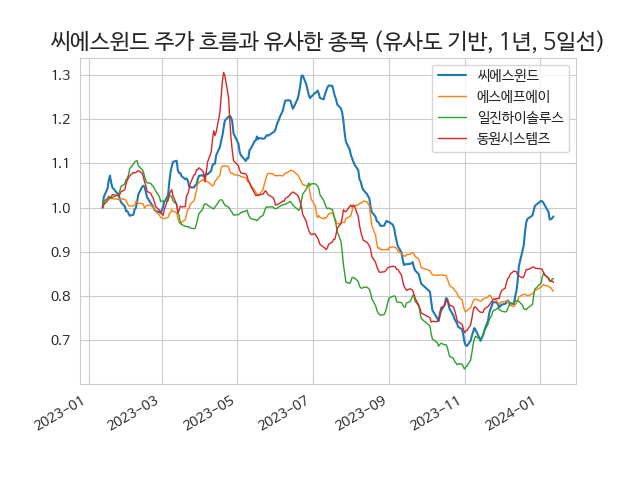 씨에스윈드 주가 흐름과 유사한 종목 (유사도 기반, 1년, 5일선)
씨에스윈드
에스에프에이
일진하이솔루스
동원시스템즈
1.3
1.2
1.1
1.0
0.9
0.8
0.7
2023-01
2023-03
2023-05
2023-07
2023-09
2023-11
2024-01